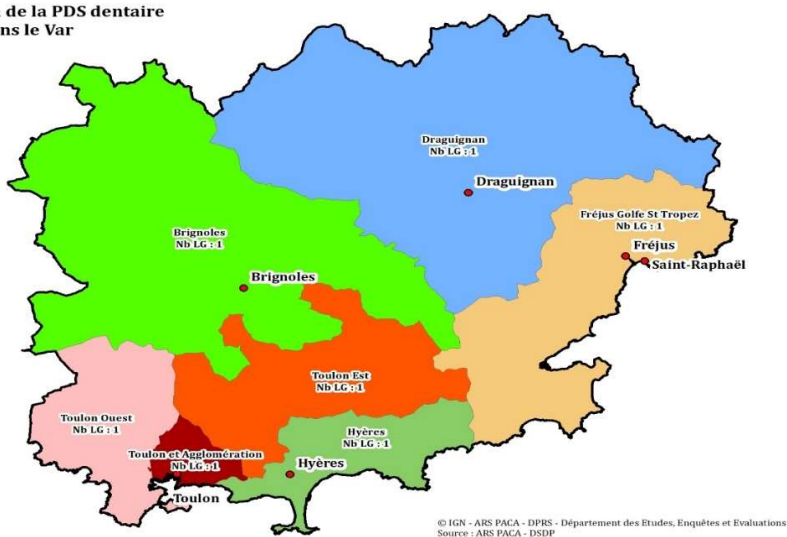 de la PDS dentaire
ns le Var
Draguignan
Nb LG : 1
Draguignan
Fréjus Golfe St Tropez
Nb LG : 1
Fréjus
Saint-Raphaël
Brignoles
Nb LG : 1
Brignoles
Toulon Est
Nb LG : 1
Toulon Ouest
Nb LG : 1
Hyères
Nb LG : 1
Toulon et Agglomération
Nb LG : 1
Hyères
Toulon
© IGN - ARS PACA - DPRS - Département des Etudes, Enquêtes et Evaluations
Source : ARS PACA - DSDP